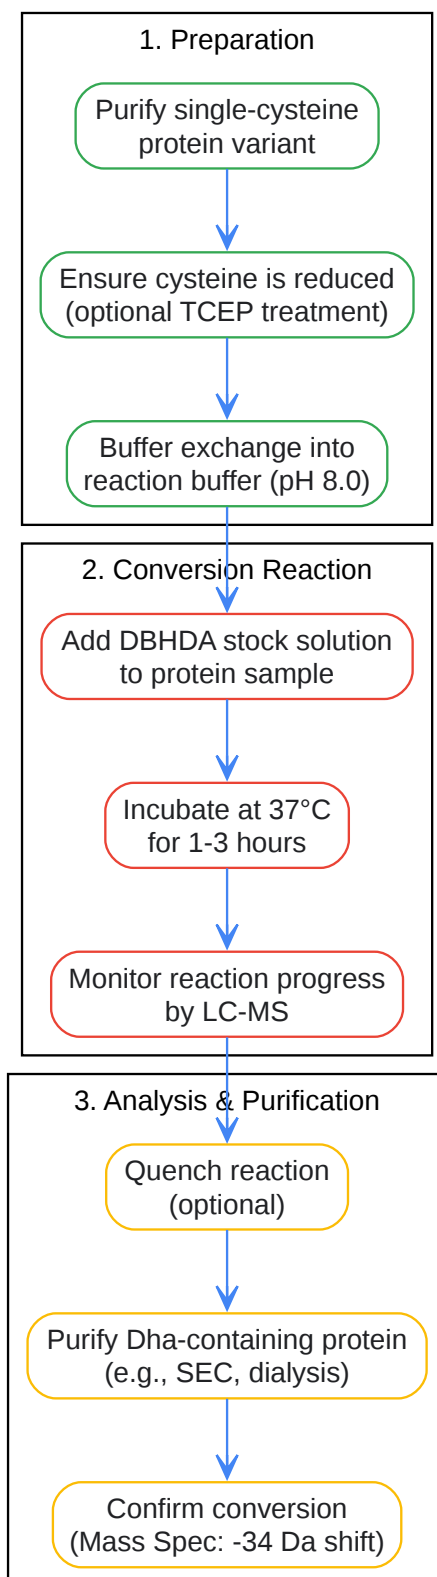 1. Preparation
Purify single-cysteine
protein variant
Ensure cysteine is reduced
(optional TCEP treatment)
Buffer exchange into
reaction buffer (pH 8.0)
2. Conversion Reaction
Add DBHDA stock solution
to protein sample
Incubate at 37°C
for 1-3 hours
Monitor reaction progress
by LC-MS
3. Analysis & Purification
Quench reaction
(optional)
Purify Dha-containing protein
(e.g., SEC, dialysis)
Confirm conversion
(Mass Spec: -34 Da shift)